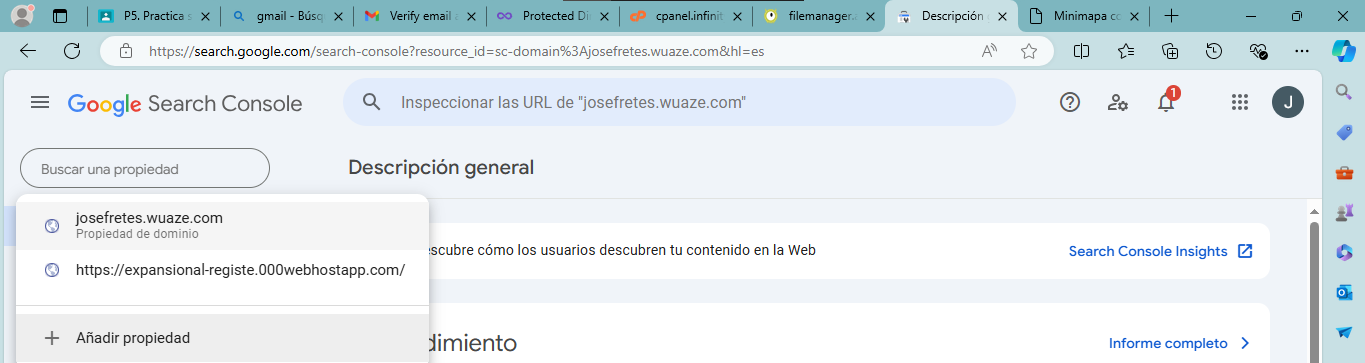 P5. Practica s
gmail - Búsq
Verify email a
Protected Di
cpanel.infinit
filemanager.a
Descripción
Minimapa co
https://search.google.com/search-console?resource_id=sc-domain%3Ajosefretes.wuaze.com&hl=es
Google Search Console
Inspeccionar las URL de "josefretes.wuaze.com"
1
J
Buscar una propiedad
Descripción general
josefretes.wuaze.com
Propiedad de dominio
escubre cómo los usuarios descubren tu contenido en la Web
Search Console Insights
https://expansional-registe.000webhostapp.com/
Añadir propiedad
dimiento
Informe completo